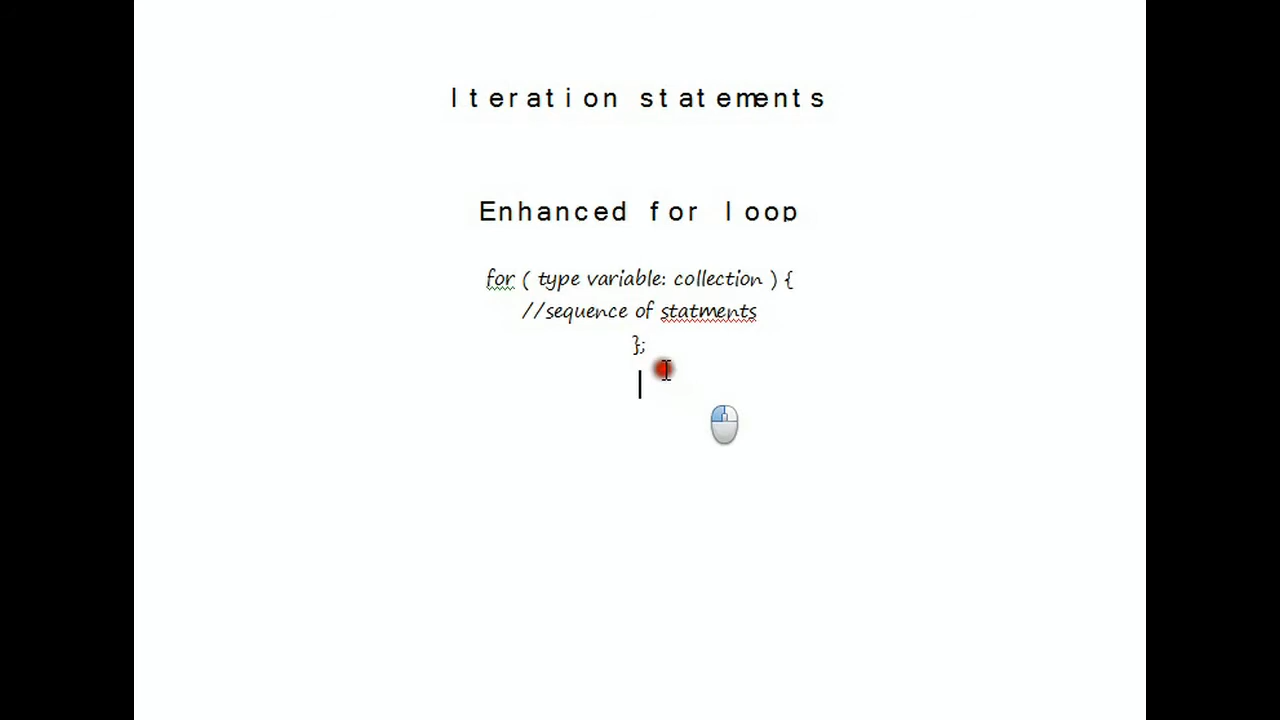 Iteration statements
Enhanced for loop
for ( type variable: collection ) {
//sequence of statments
};